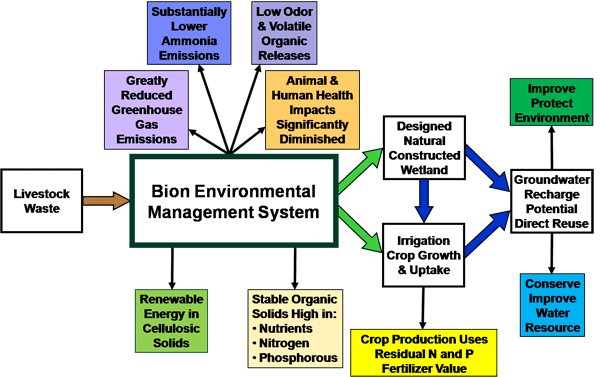 Substantially
Lower
Ammonia
Emissions
Low Odor
& Volatile
Organic
Releases
Greatly
Reduced
Greenhouse
Gas
Emissions
Animal &
Human Health
Impacts
Significantly
Diminished
Improve
Protect
Environment
Designed
Natural
Constructed
Wetland
Livestock
Waste
Bion Environmental
Management System
Groundwater
Recharge
Potential
Direct Reuse
Irrigation
Crop Growth
& Uptake
Renewable
Energy in
Cellulosic
Solids
Stable Organic
Solids High in:
• Nutrients
• Nitrogen
• Phosphorous
Crop Production Uses
Residual N and P
Fertilizer Value
Conserve
Improve
Water
Resource